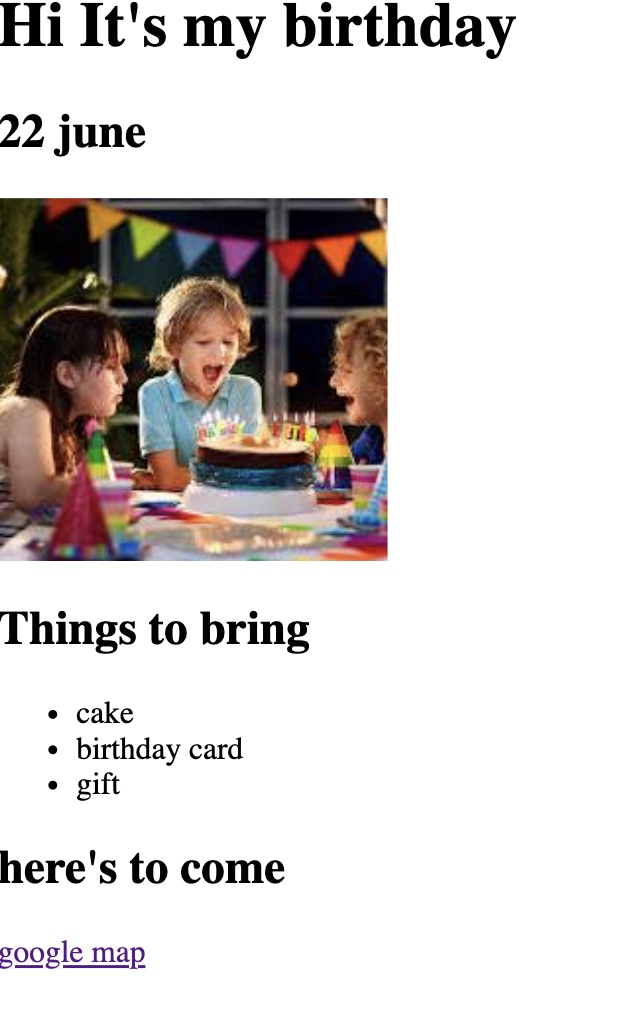 Hi It's my birthday
22 june
Things to bring
cake
birthday card
gift
here's to come
google map